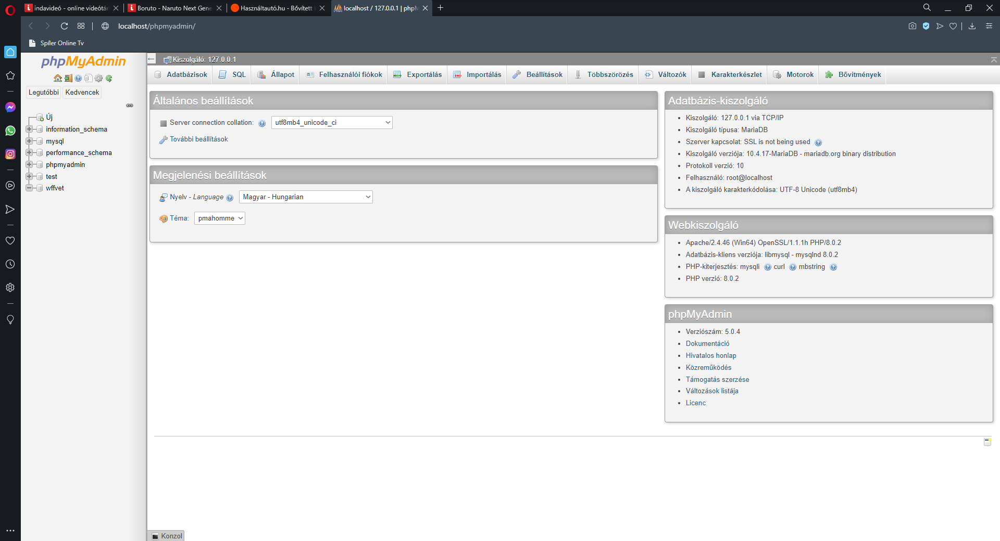 indavideó - online videótár
Boruto - Naruto Next Gene
Használtautó.hu - Bővített
localhost / 127.0.0.1 | phpM
localhost/phpmyadmin/
Spíler Online Tv
phpMyAdmin
Legutóbbi
Kedvencek
Új
information_schema
mysql
performance_schema
phpmyadmin
test
wffvet
Kiszolgáló: 127.0.0.1
Adatbázisok
SQL
Állapot
Felhasználói fiókok
Exportálás
Importálás
Beállítások
Többszörözés
Változók
Karakterkészlet
Motorok
Bővítmények
Általános beállítások
Server connection collation:
utf8mb4_unicode_ci
További beállítások
Megjelenési beállítások
Nyelv - Language
Magyar - Hungarian
Téma:
pmahomme
Adatbázis-kiszolgáló
Kiszolgáló: 127.0.0.1 via TCP/IP
Kiszolgáló típusa: MariaDB
Szerver kapcsolat: SSL is not being used
Kiszolgáló verziója: 10.4.17-MariaDB - mariadb.org binary distribution
Protokoll verzió: 10
Felhasználó: root@localhost
A kiszolgáló karakterkódolása: UTF-8 Unicode (utf8mb4)
Webkiszolgáló
Apache/2.4.46 (Win64) OpenSSL/1.1.1h PHP/8.0.2
Adatbázis-kliens verziója: libmysql - mysqlnd 8.0.2
PHP-kiterjesztés: mysqli curl mbstring
PHP verzió: 8.0.2
phpMyAdmin
Verziószám: 5.0.4
Dokumentáció
Hivatalos honlap
Közreműködés
Támogatás szerzése
Változások listája
Licenc
Konzol